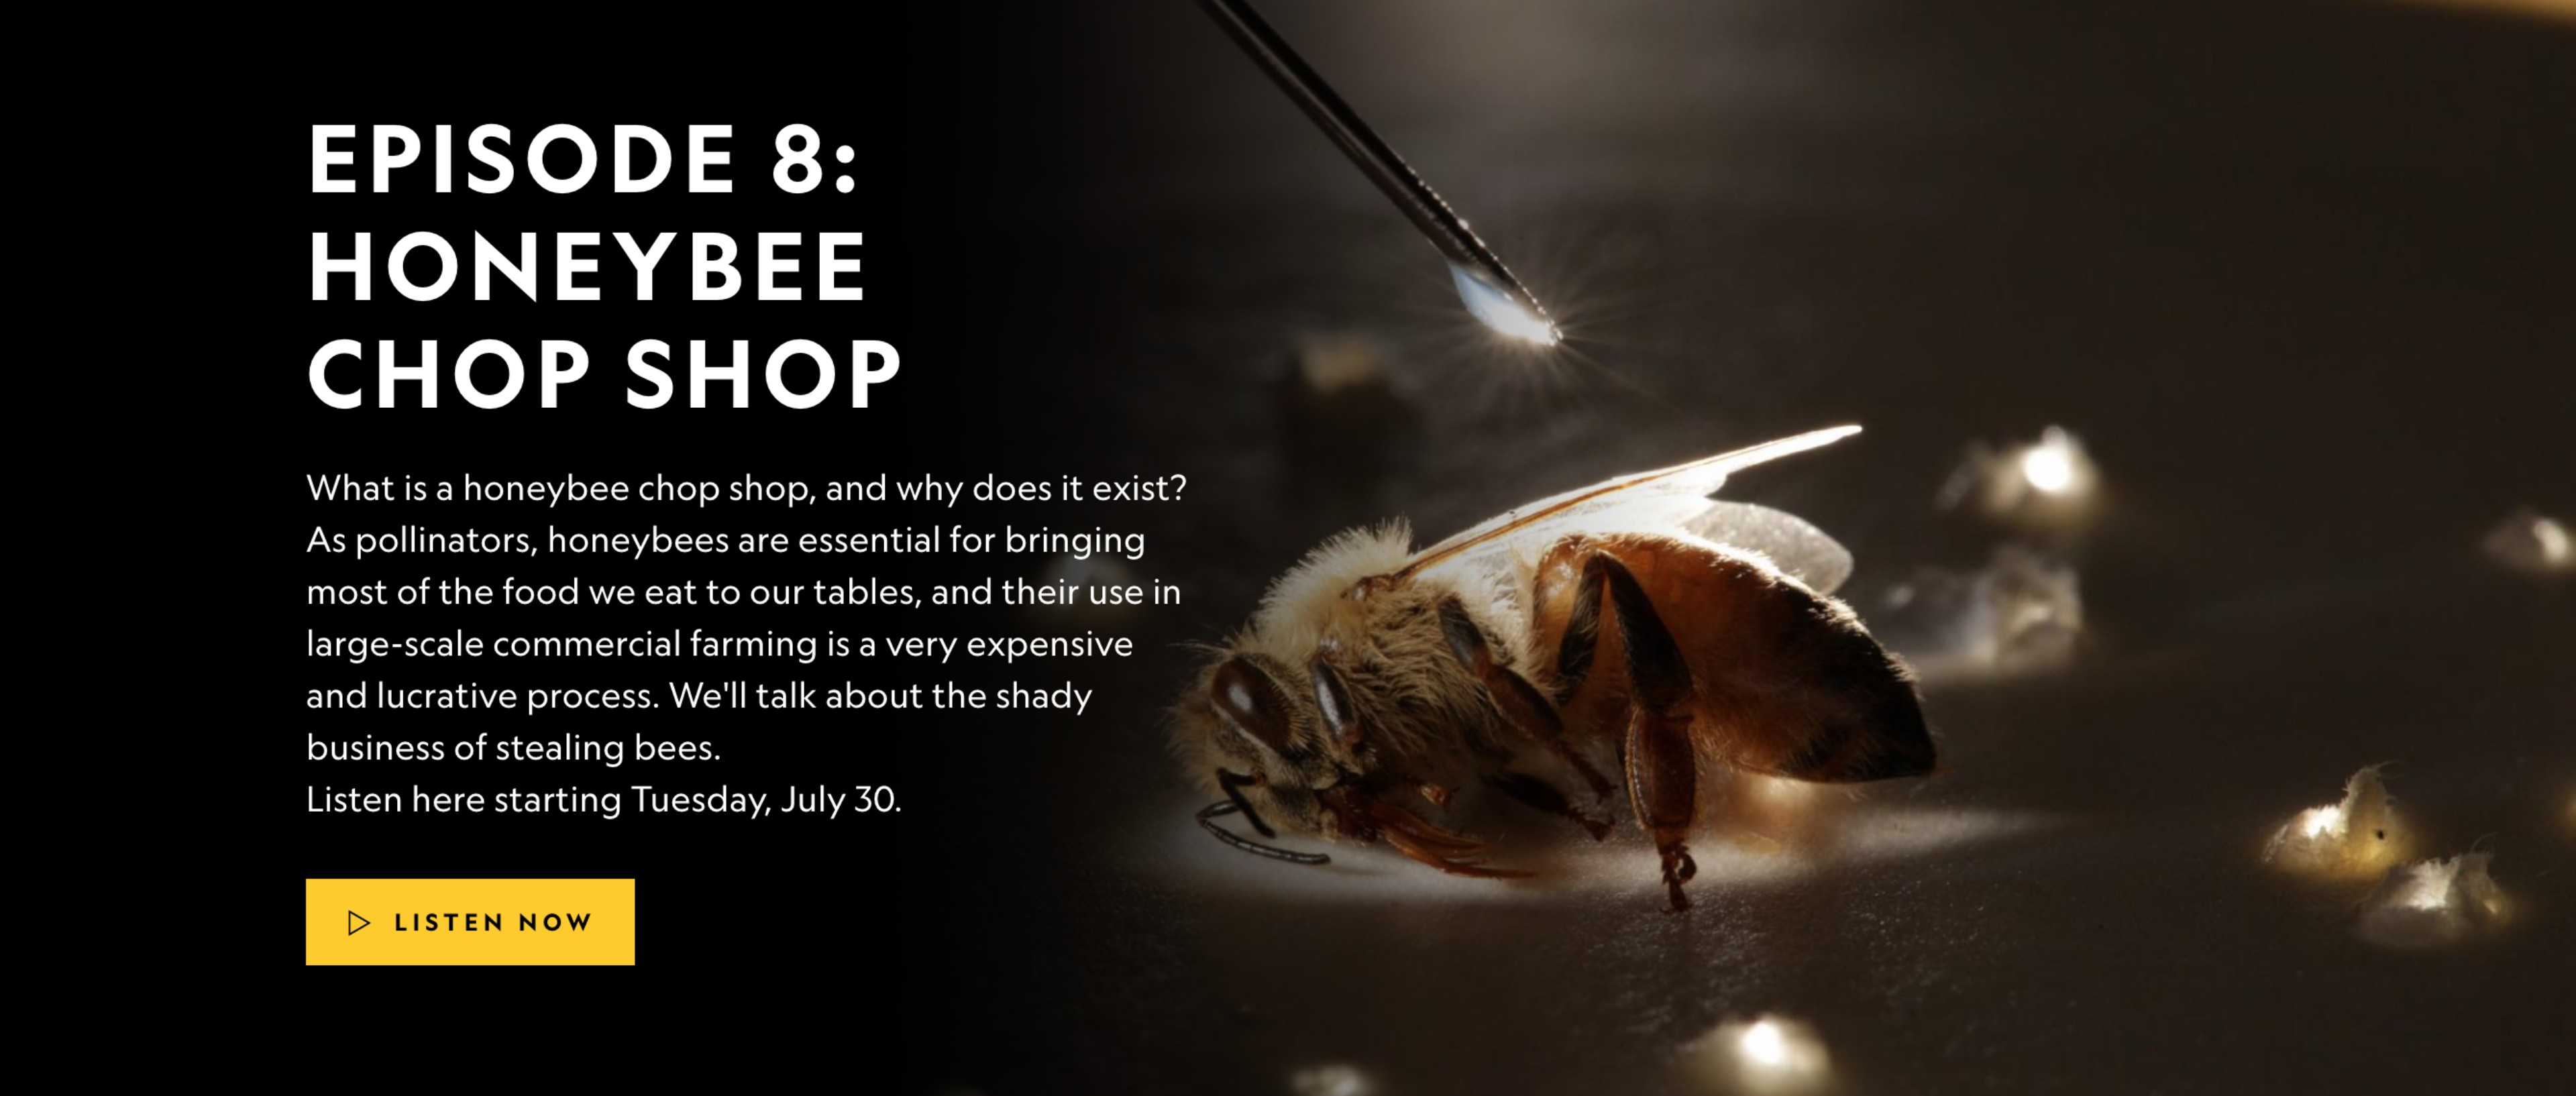 EPISODE 8:
HONEYBEE
CHOP SHOP
What is a honeybee chop shop, and why does it exist?
As pollinators, honeybees are essential for bringing
most of the food we eat to our tables, and their use in
large-scale commercial farming is a very expensive
and lucrative process. We'll talk about the shady
business of stealing bees.
Listen here starting Tuesday, July 30.
LISTEN NOW